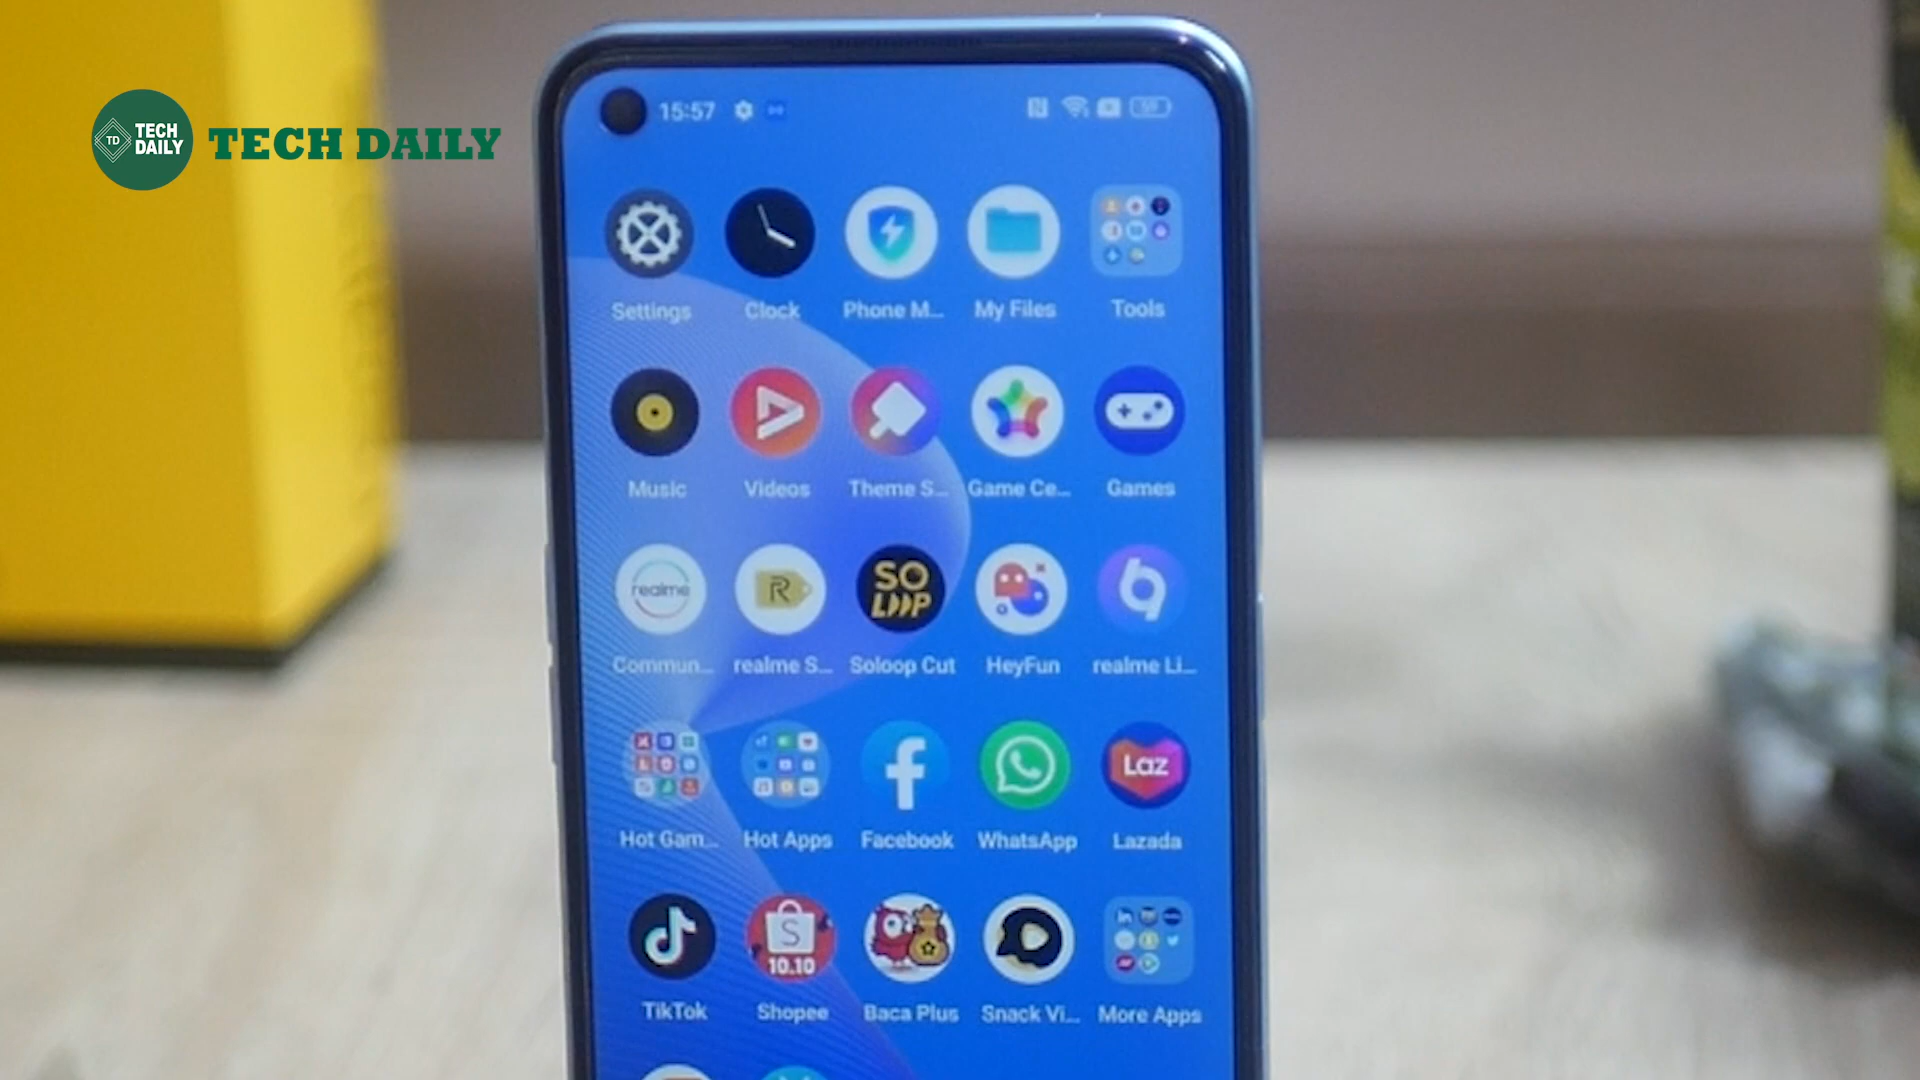 TECH DAILY
TD
TECH
DAILY
15:57
Settings
Clock
Phone M...
My Files
Tools
Music
Videos
Theme S...
Game Ce...
Games
realme
R
SO
LOOP
Commun...
realme S...
Soloop Cut
HeyFun
realme Li...
Laz
Hot Gam...
Hot Apps
Facebook
WhatsApp
Lazada
S
10.10
in
TikTok
Shopee
Baca Plus
Snack Vi...
More Apps